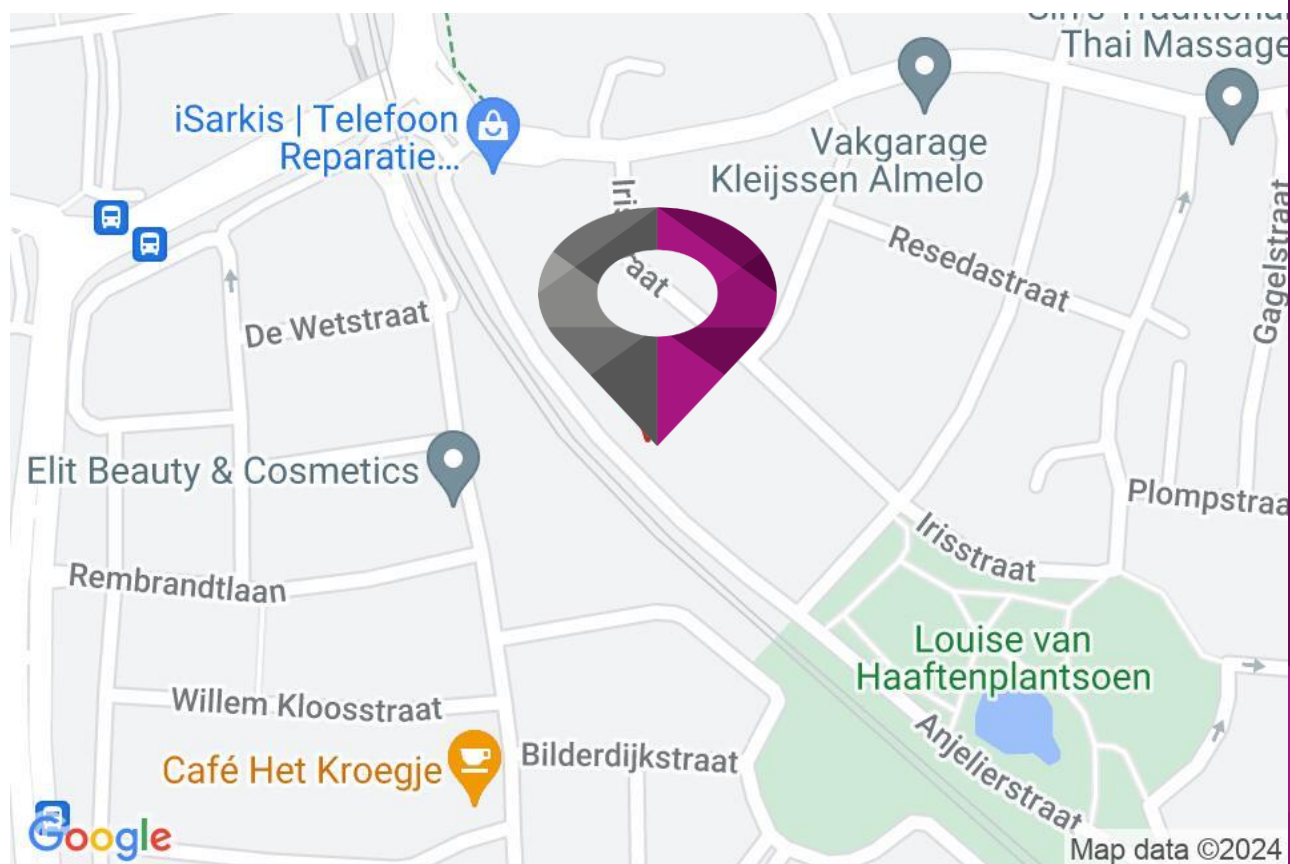 Thai Massage
iSarkis | Telefoon
Reparatie...
Vakgarage
Kleijssen Almelo
Resedastraat
Gagelstraat
De Wetstraat
Elit Beauty & Cosmetics
Plompstraa
Irisstraat
Rembrandtlaan
Louise van
Haaftenplantsoen
Willem Kloosstraat
Café Het Kroegje
Bilderdijkstraat
Anjelierstraat
Google
Map data ©2024